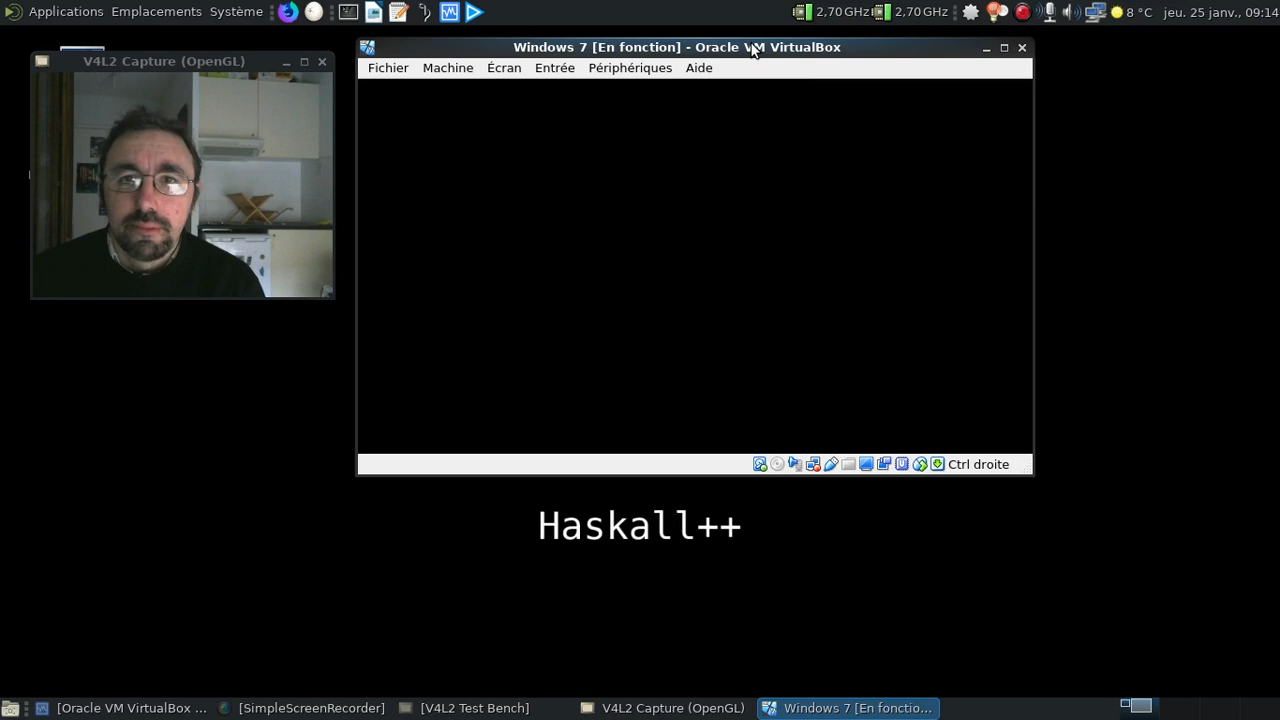 Applications Emplacements Système 2,70 GHz 2,70 GHz 8 °C jeu. 25 janv., 09:14
V4L2 Capture (OpenGL)
Windows 7 [En fonction] - Oracle VM VirtualBox
Fichier Machine Écran Entrée Périphériques Aide
Ctrl droite
Haskall++
[Oracle VM VirtualBox ... [SimpleScreenRecorder] [V4L2 Test Bench] V4L2 Capture (OpenGL) Windows 7 [En fonctio...